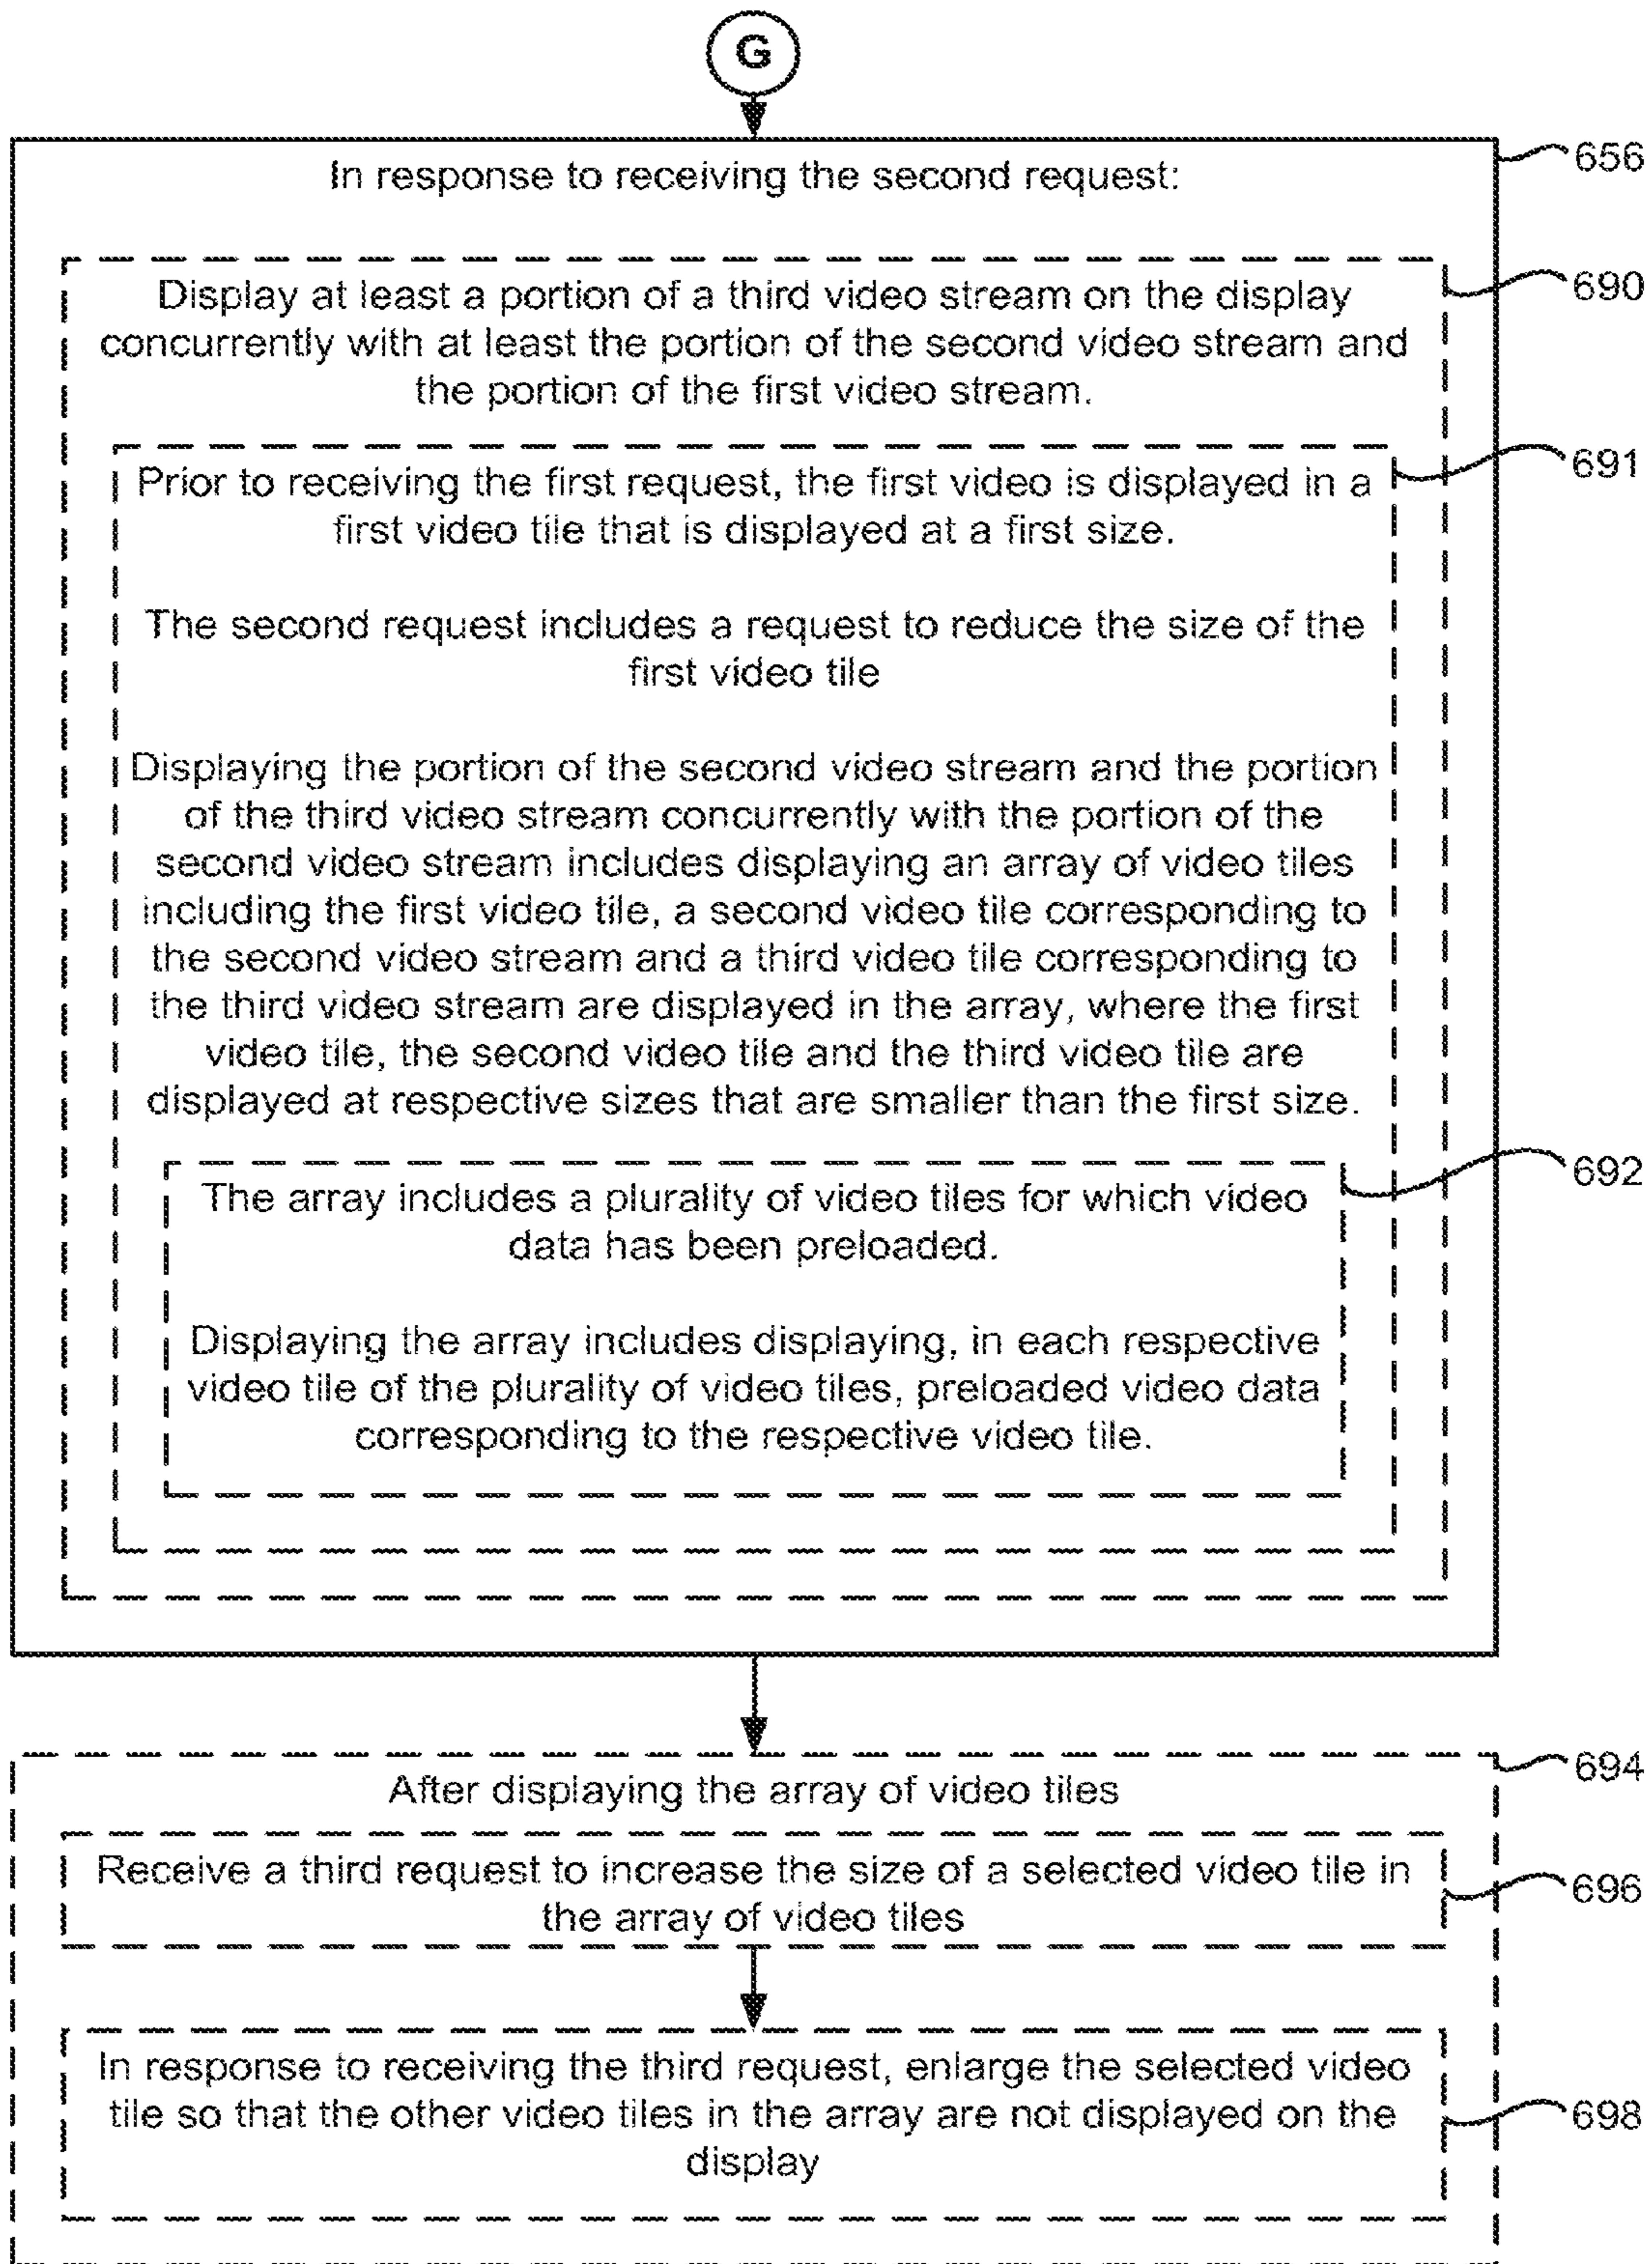 G
In response to receiving the second request:
656
Display at least a portion of a third video stream on the display
concurrently with at least the portion of the second video stream and
the portion of the first video stream.
690
Prior to receiving the first request, the first video is displayed in a
first video tile that is displayed at a first size.
691
The second request includes a request to reduce the size of the
first video tile
Displaying the portion of the second video stream and the portion
of the third video stream concurrently with the portion of the
second video stream includes displaying an array of video tiles
including the first video tile, a second video tile corresponding to
the second video stream and a third video tile corresponding to
the third video stream are displayed in the array, where the first
video tile, the second video tile and the third video tile are
displayed at respective sizes that are smaller than the first size.
The array includes a plurality of video tiles for which video
data has been preloaded.
692
Displaying the array includes displaying, in each respective
video tile of the plurality of video tiles, preloaded video data
corresponding to the respective video tile.
After displaying the array of video tiles
694
Receive a third request to increase the size of a selected video tile in
the array of video tiles
696
In response to receiving the third request, enlarge the selected video
tile so that the other video tiles in the array are not displayed on the
display
698